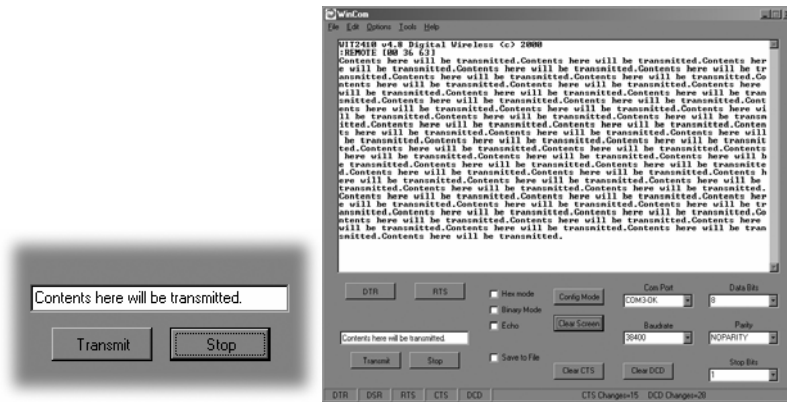 Contents here will be transmitted.
Transmit
Stop
WinCom
File Edit Options Tools Help
WIT2410 v4.8 Digital Wireless (c) 2000
:REMOTE [00 36 63]
Contents here will be transmitted.Contents here will be transmitted.Contents her
e will be transmitted.Contents here will be transmitted.Contents here will be tr
ansmitted.Contents here will be transmitted.Contents here will be transmitted.Co
ntents here will be transmitted.Contents here will be transmitted.Contents here
will be transmitted.Contents here will be transmitted.Contents here will be tran
smitted.Contents here will be transmitted.Contents here will be transmitted.Cont
ents here will be transmitted.Contents here will be transmitted.Contents here wi
ll be transmitted.Contents here will be transmitted.Contents here will be transm
itted.Contents here will be transmitted.Contents here will be transmitted.Conten
ts here will be transmitted.Contents here will be transmitted.Contents here will
be transmitted.Contents here will be transmitted.Contents here will be transmit
ted.Contents here will be transmitted.Contents here will be transmitted.Contents
here will be transmitted.Contents here will be transmitted.Contents here will b
e transmitted.Contents here will be transmitted.Contents here will be transmitte
d.Contents here will be transmitted.Contents here will be transmitted.Contents h
ere will be transmitted.Contents here will be transmitted.Contents here will be
transmitted.Contents here will be transmitted.Contents here will be transmitted.
Contents here will be transmitted.Contents here will be transmitted.Contents her
e will be transmitted.Contents here will be transmitted.Contents here will be tr
ansmitted.Contents here will be transmitted.Contents here will be transmitted.Co
ntents here will be transmitted.Contents here will be transmitted.Contents here
will be transmitted.Contents here will be transmitted.Contents here will be tran
smitted.Contents here will be transmitted.
DTR
RTS
Hex mode
Binary Mode
Echo
Save to File
Config Mode
Clear Screen
Com Port
COM3-OK
Data Bits
8
Baudrate
38400
Parity
NOPARITY
Contents here will be transmitted.
Transmit
Stop
Clear CTS
Clear DCD
Stop Bits
1
DTR DSR RTS CTS DCD CTS Changes=15 DCD Changes=28